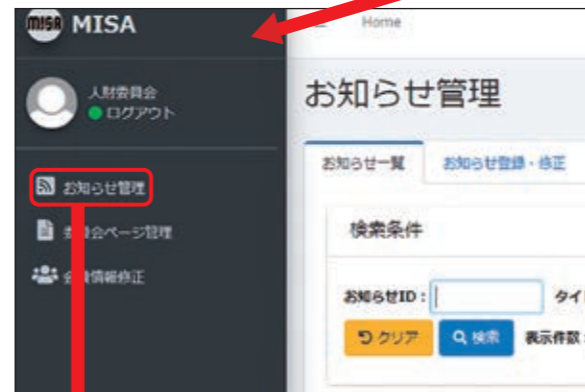 MISA MISA
Home
人財委員会
ログアウト
お知らせ管理
お知らせ一覧 お知らせ登録・修正
お知らせ管理
会ページ管理
検索条件
情報修正
お知らせID : タイ
クリア 検索 表示件数 :